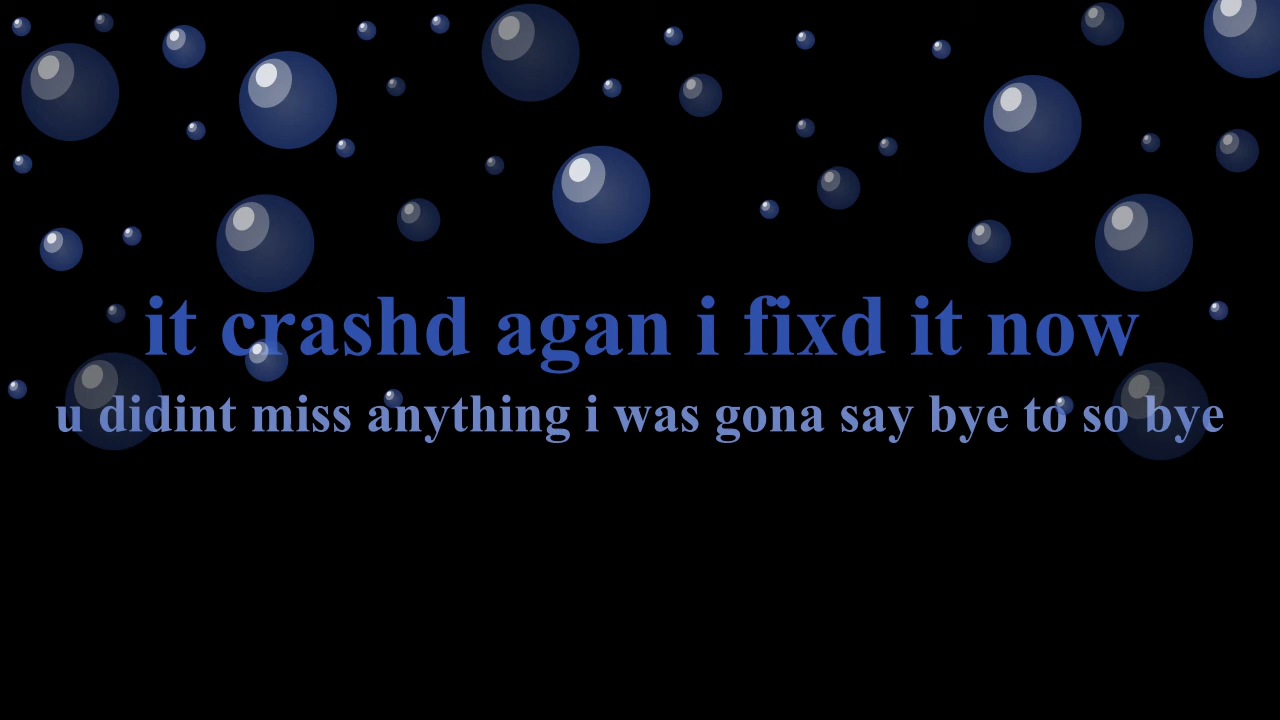 it crashd agan i fixd it now
u didint miss anything i was gona say bye to so bye